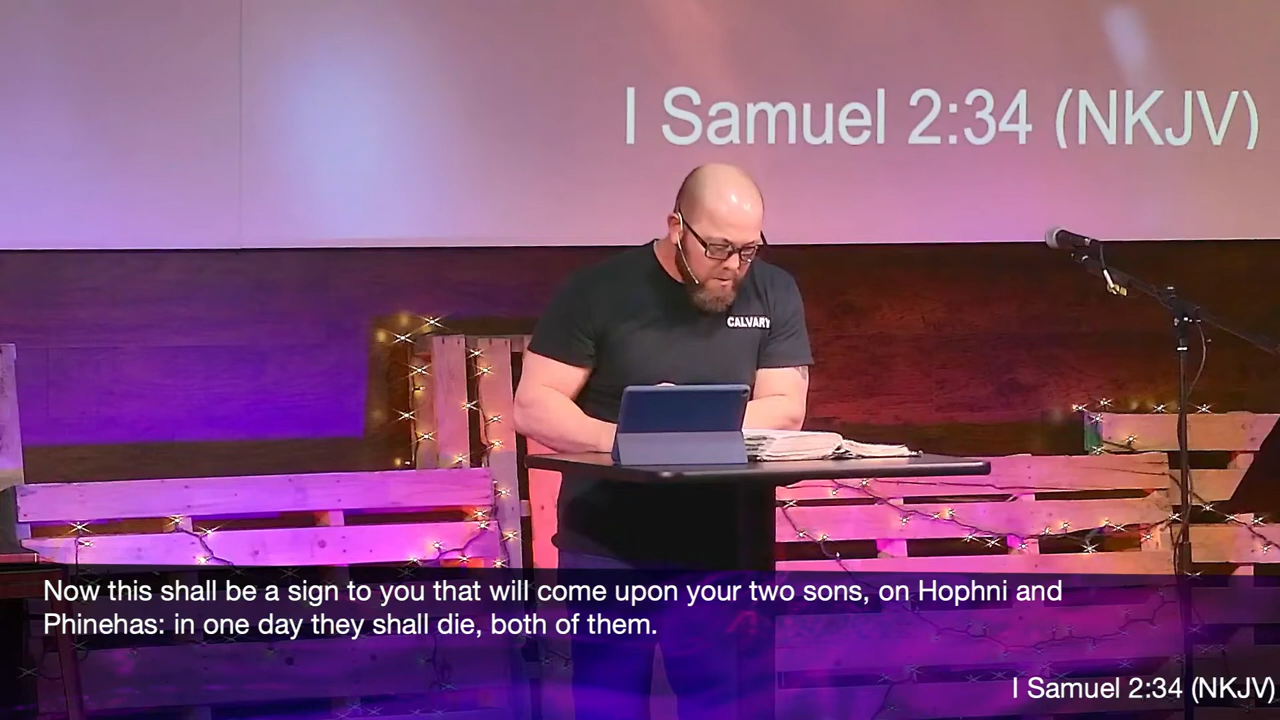 I Samuel 2:34 (NKJV)
CALVARY
Now this shall be a sign to you that will come upon your two sons, on Hophni and
Phinehas: in one day they shall die, both of them.
I Samuel 2:34 (NKJV)